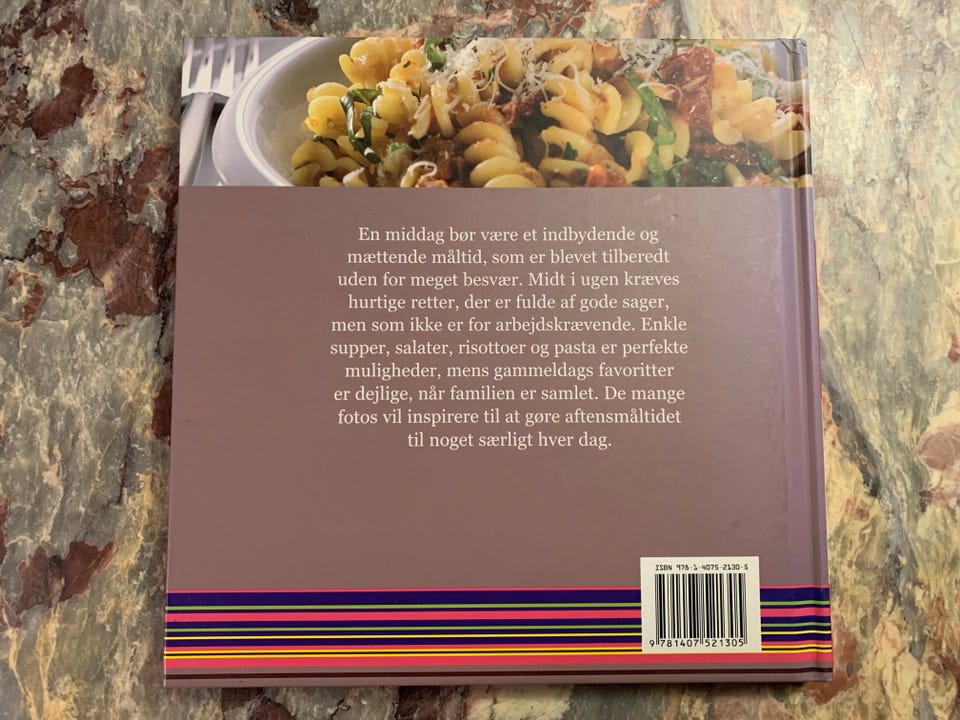 En middag bør være et indbydende og
mættende måltid, som er blevet tilberedt
uden for meget besvær. Midt i ugen kræves
hurtige retter, der er fulde af gode sager,
men som ikke er for arbejdskrævende. Enkle
supper, salater, risottoer og pasta er perfekte
muligheder, mens gammeldags favoritter
er dejlige, når familien er samlet. De mange
fotos vil inspirere til at gøre aftensmåltidet
til noget særligt hver dag.
ISBN 978-1-4075-2130-5
9 781407 521305